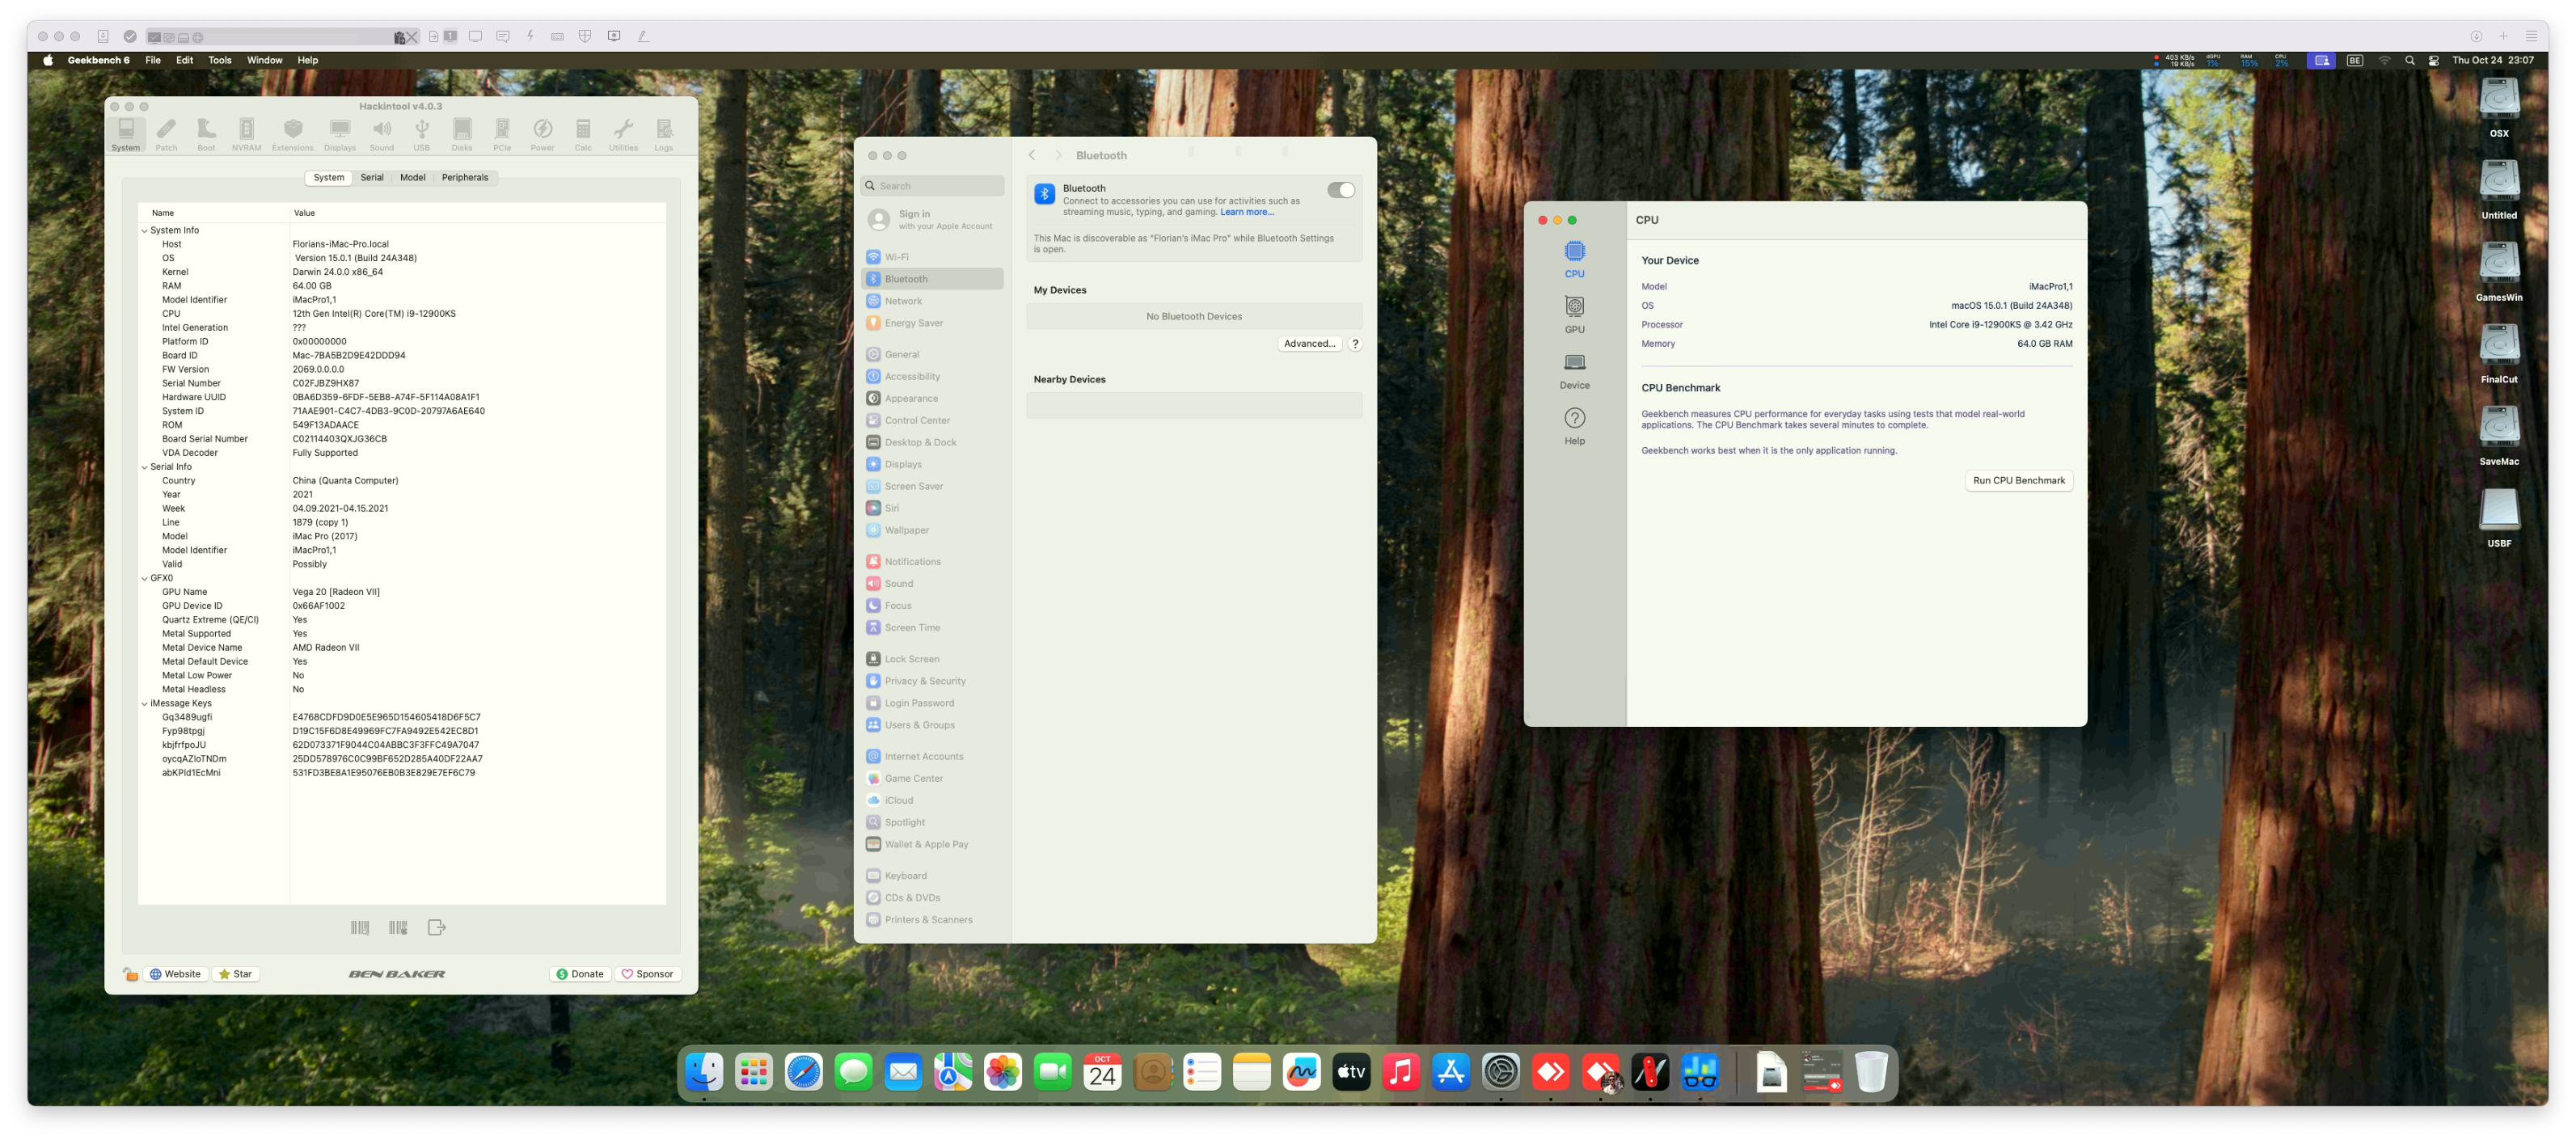 Geekbench 6 File Edit Tools Window Help
403 KB/s
19 KB/s
dGPU
1%
RAM
15%
CPU
2%
BE
Thu Oct 24 23:07
Hackintool v4.0.3
System Patch Boot NVRAM Extensions Displays Sound USB Disks PCIe Power Calc Utilities Logs
System Serial Model Peripherals
Name Value
System Info
Host Florians-iMac-Pro.local
OS Version 15.0.1 (Build 24A348)
Kernel Darwin 24.0.0 x86_64
RAM 64.00 GB
Model Identifier iMacPro1,1
CPU 12th Gen Intel(R) Core(TM) i9-12900KS
Intel Generation ???
Platform ID 0x00000000
Board ID Mac-7BA5B2D9E42DDD94
FW Version 2069.0.0.0.0
Serial Number C02FJBZ9HX87
Hardware UUID 0BA6D359-6FDF-5EB8-A74F-5F114A08A1F1
System ID 71AAE901-C4C7-4DB3-9C0D-20797A6AE640
ROM 549F13ADAACE
Board Serial Number C02114403QXJG36CB
VDA Decoder Fully Supported
Serial Info
Country China (Quanta Computer)
Year 2021
Week 04.09.2021-04.15.2021
Line 1879 (copy 1)
Model iMac Pro (2017)
Model Identifier iMacPro1,1
Valid Possibly
GFX0
GPU Name Vega 20 [Radeon VII]
GPU Device ID 0x66AF1002
Quartz Extreme (QE/CI) Yes
Metal Supported Yes
Metal Device Name AMD Radeon VII
Metal Default Device Yes
Metal Low Power No
Metal Headless No
iMessage Keys
Gq3489ugfi E4768CDFD9D0E5E965D154605418D6F5C7
Fyp98tpgj D19C15F6D8E49969FC7FA9492E542EC8D1
kbjfrfpoJU 62D073371F9044C04ABBC3F3FFC49A7047
oycqAZloTNDm 25DD578976C0C99BF652D285A40DF22AA7
abKPld1EcMni 531FD3BE8A1E95076EB0B3E829E7EF6C79
Website Star BEN BAKER Donate Sponsor
Search
Sign in
with your Apple Account
Wi-Fi
Bluetooth
Network
Energy Saver
General
Accessibility
Appearance
Control Center
Desktop & Dock
Displays
Screen Saver
Siri
Wallpaper
Notifications
Sound
Focus
Screen Time
Lock Screen
Privacy & Security
Login Password
Users & Groups
Internet Accounts
Game Center
iCloud
Spotlight
Wallet & Apple Pay
Keyboard
CDs & DVDs
Printers & Scanners
Bluetooth
Bluetooth
Connect to accessories you can use for activities such as
streaming music, typing, and gaming. Learn more...
This Mac is discoverable as "Florian's iMac Pro" while Bluetooth Settings
is open.
My Devices
No Bluetooth Devices
Advanced... ?
Nearby Devices
CPU
GPU
Device
Help
CPU
Your Device
Model iMacPro1,1
OS macOS 15.0.1 (Build 24A348)
Processor Intel Core i9-12900KS @ 3.42 GHz
Memory 64.0 GB RAM
CPU Benchmark
Geekbench measures CPU performance for everyday tasks using tests that model real-world
applications. The CPU Benchmark takes several minutes to complete.
Geekbench works best when it is the only application running.
Run CPU Benchmark
OSX
Untitled
GamesWin
FinalCut
SaveMac
USBF
OCT
24
tv